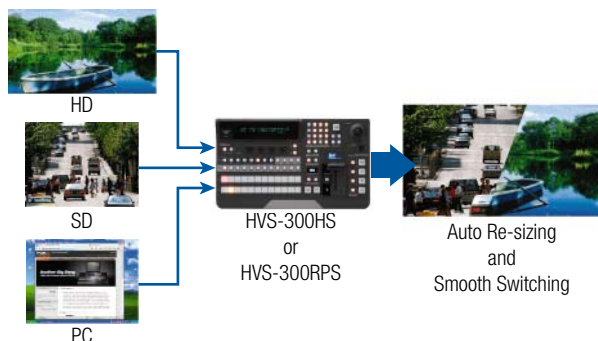 HD
SD
PC
HVS-300HS
or
HVS-300RPS
Auto Re-sizing
and
Smooth Switching